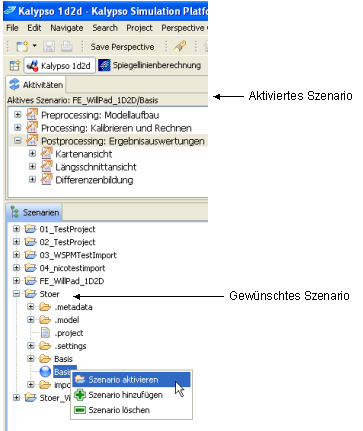 Kalypso 1d2d - Kalypso Simulation Platfo
File Edit Navigate Search Project Perspective
Save Perspective
Kalypso 1d2d Spiegellinienberechnung
Aktivitäten
Aktives Szenario: FE_WillPad_1D2D/Basis
Aktiviertes Szenario
Preprocessing: Modellaufbau
Processing: Kalibrieren und Rechnen
Postprocessing: Ergebnisauswertungen
Kartenansicht
Längsschnittansicht
Differenzenbildung
Szenarien
01_TestProject
02_TestProject
03_WSPMTestImport
04_nicotestimport
FE_WillPad_1D2D
Stoer
Gewünschtes Szenario
.metadata
.model
.project
.settings
Basis
Basis
Szenario aktivieren
impo
Szenario hinzufügen
Stoer_Vi
Szenario löschen